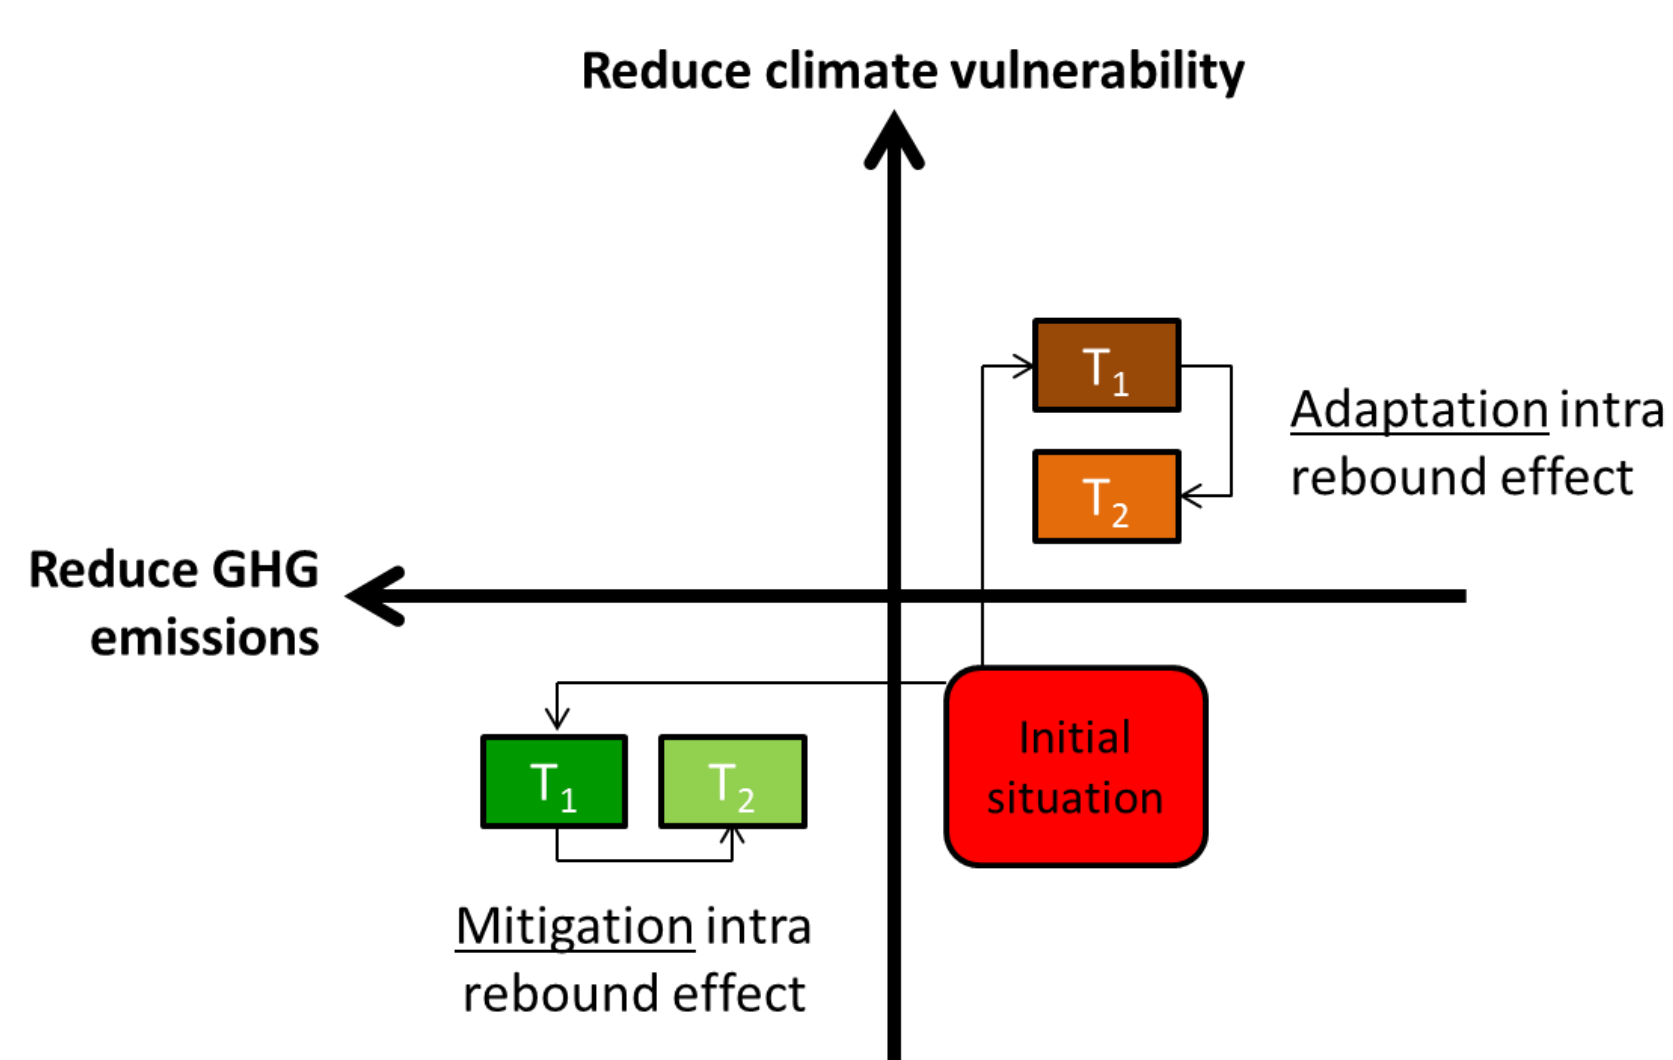 Reduce climate vulnerability
T1
Adaptation intra
rebound effect
T2
Reduce GHG
emissions
Initial
situation
T1
T2
Mitigation intra
rebound effect